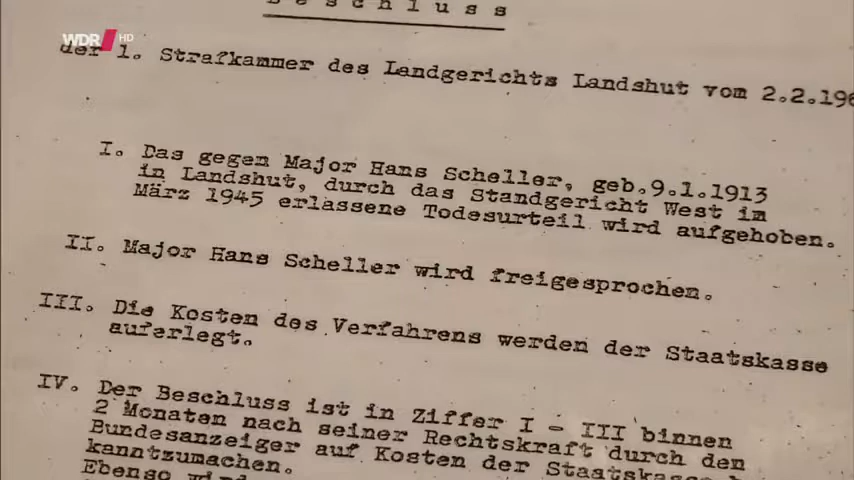 Beschluss
WDR HD
der 1. Strafkammer des Landgerichts Landshut vom 2.2.196
I. Das gegen Major Hans Scheller, geb.9.1.1913
in Landshut, durch das Standgericht West im
März 1945 erlassene Todesurteil wird aufgehoben.
II. Major Hans Scheller wird freigesprochen.
III. Die Kosten des Verfahrens werden der Staatskasse
auferlegt.
IV. Der Beschluss ist in Ziffer I - III binnen
2 Monaten nach seiner Rechtskraft durch den
Bundesanzeiger auf Kosten der Staatskasse
kanntzumachen.
Ebenso wird